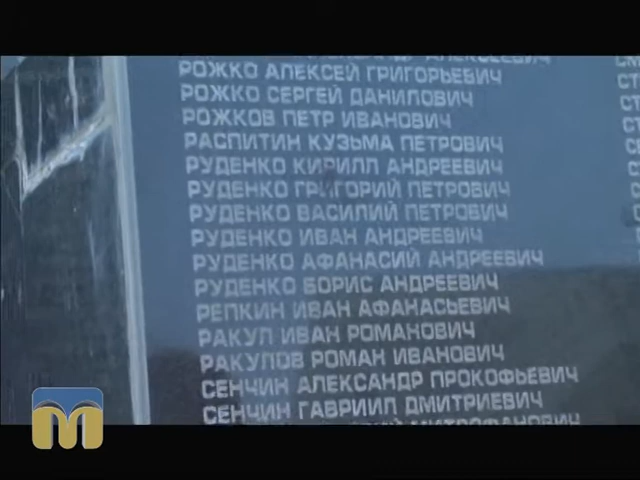 АЛЕКСЕЕВИЧ
РОЖКО АЛЕКСЕЙ ГРИГОРЬЕВИЧ
РОЖКО СЕРГЕЙ ДАНИЛОВИЧ
РОЖКОВ ПЕТР ИВАНОВИЧ
РАСПИТИН КУЗЬМА ПЕТРОВИЧ
РУДЕНКО КИРИЛЛ АНДРЕЕВИЧ
РУДЕНКО ГРИГОРИЙ ПЕТРОВИЧ
РУДЕНКО ВАСИЛИЙ ПЕТРОВИЧ
РУДЕНКО ИВАН АНДРЕЕВИЧ
РУДЕНКО АФАНАСИЙ АНДРЕЕВИЧ
РУДЕНКО БОРИС АНДРЕЕВИЧ
РЕПКИН ИВАН АФАНАСЬЕВИЧ
РАКУЛ ИВАН РОМАНОВИЧ
РАКУЛОВ РОМАН ИВАНОВИЧ
СЕНЧИН АЛЕКСАНДР ПРОКОФЬЕВИЧ
СЕНЧИН ГАВРИИЛ ДМИТРИЕВИЧ
МИТРОФАНОВИЧ
М